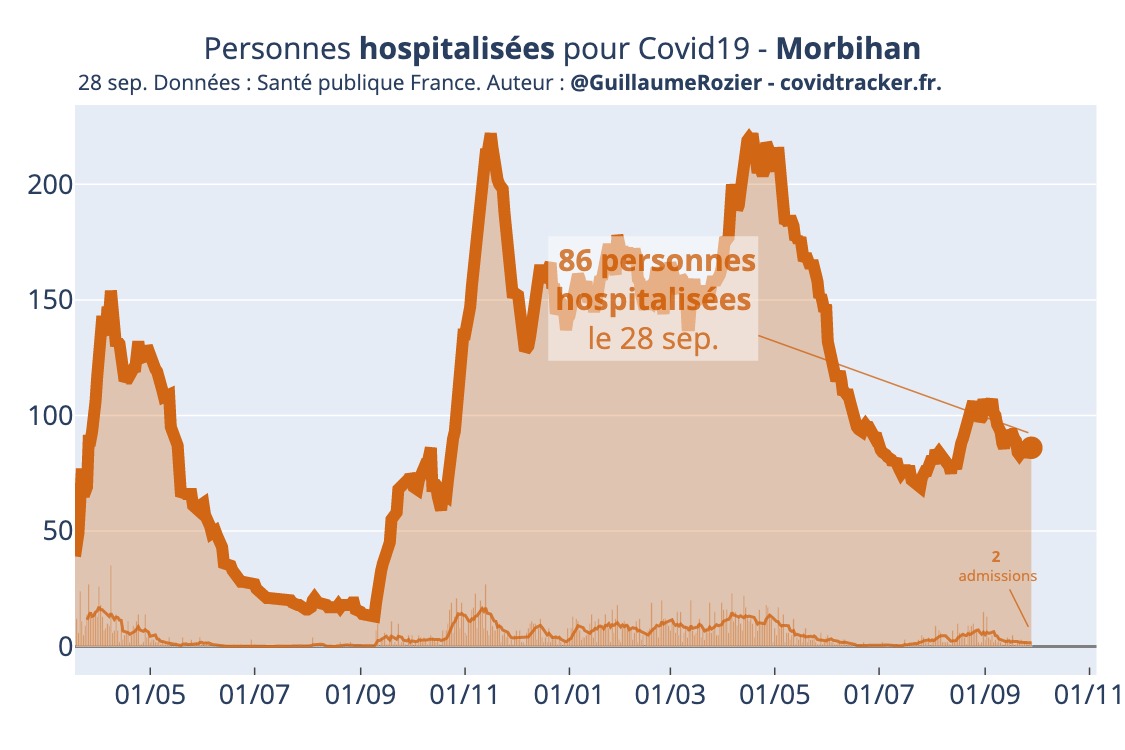 Personnes hospitalisées pour Covid19 - Morbihan
28 sep. Données : Santé publique France. Auteur : @GuillaumeRozier - covidtracker.fr.
200
150
100
50
0
86 personnes
hospitalisées
le 28 sep.
2
admissions
01/05
01/07
01/09
01/11
01/01
01/03
01/05
01/07
01/09
01/11